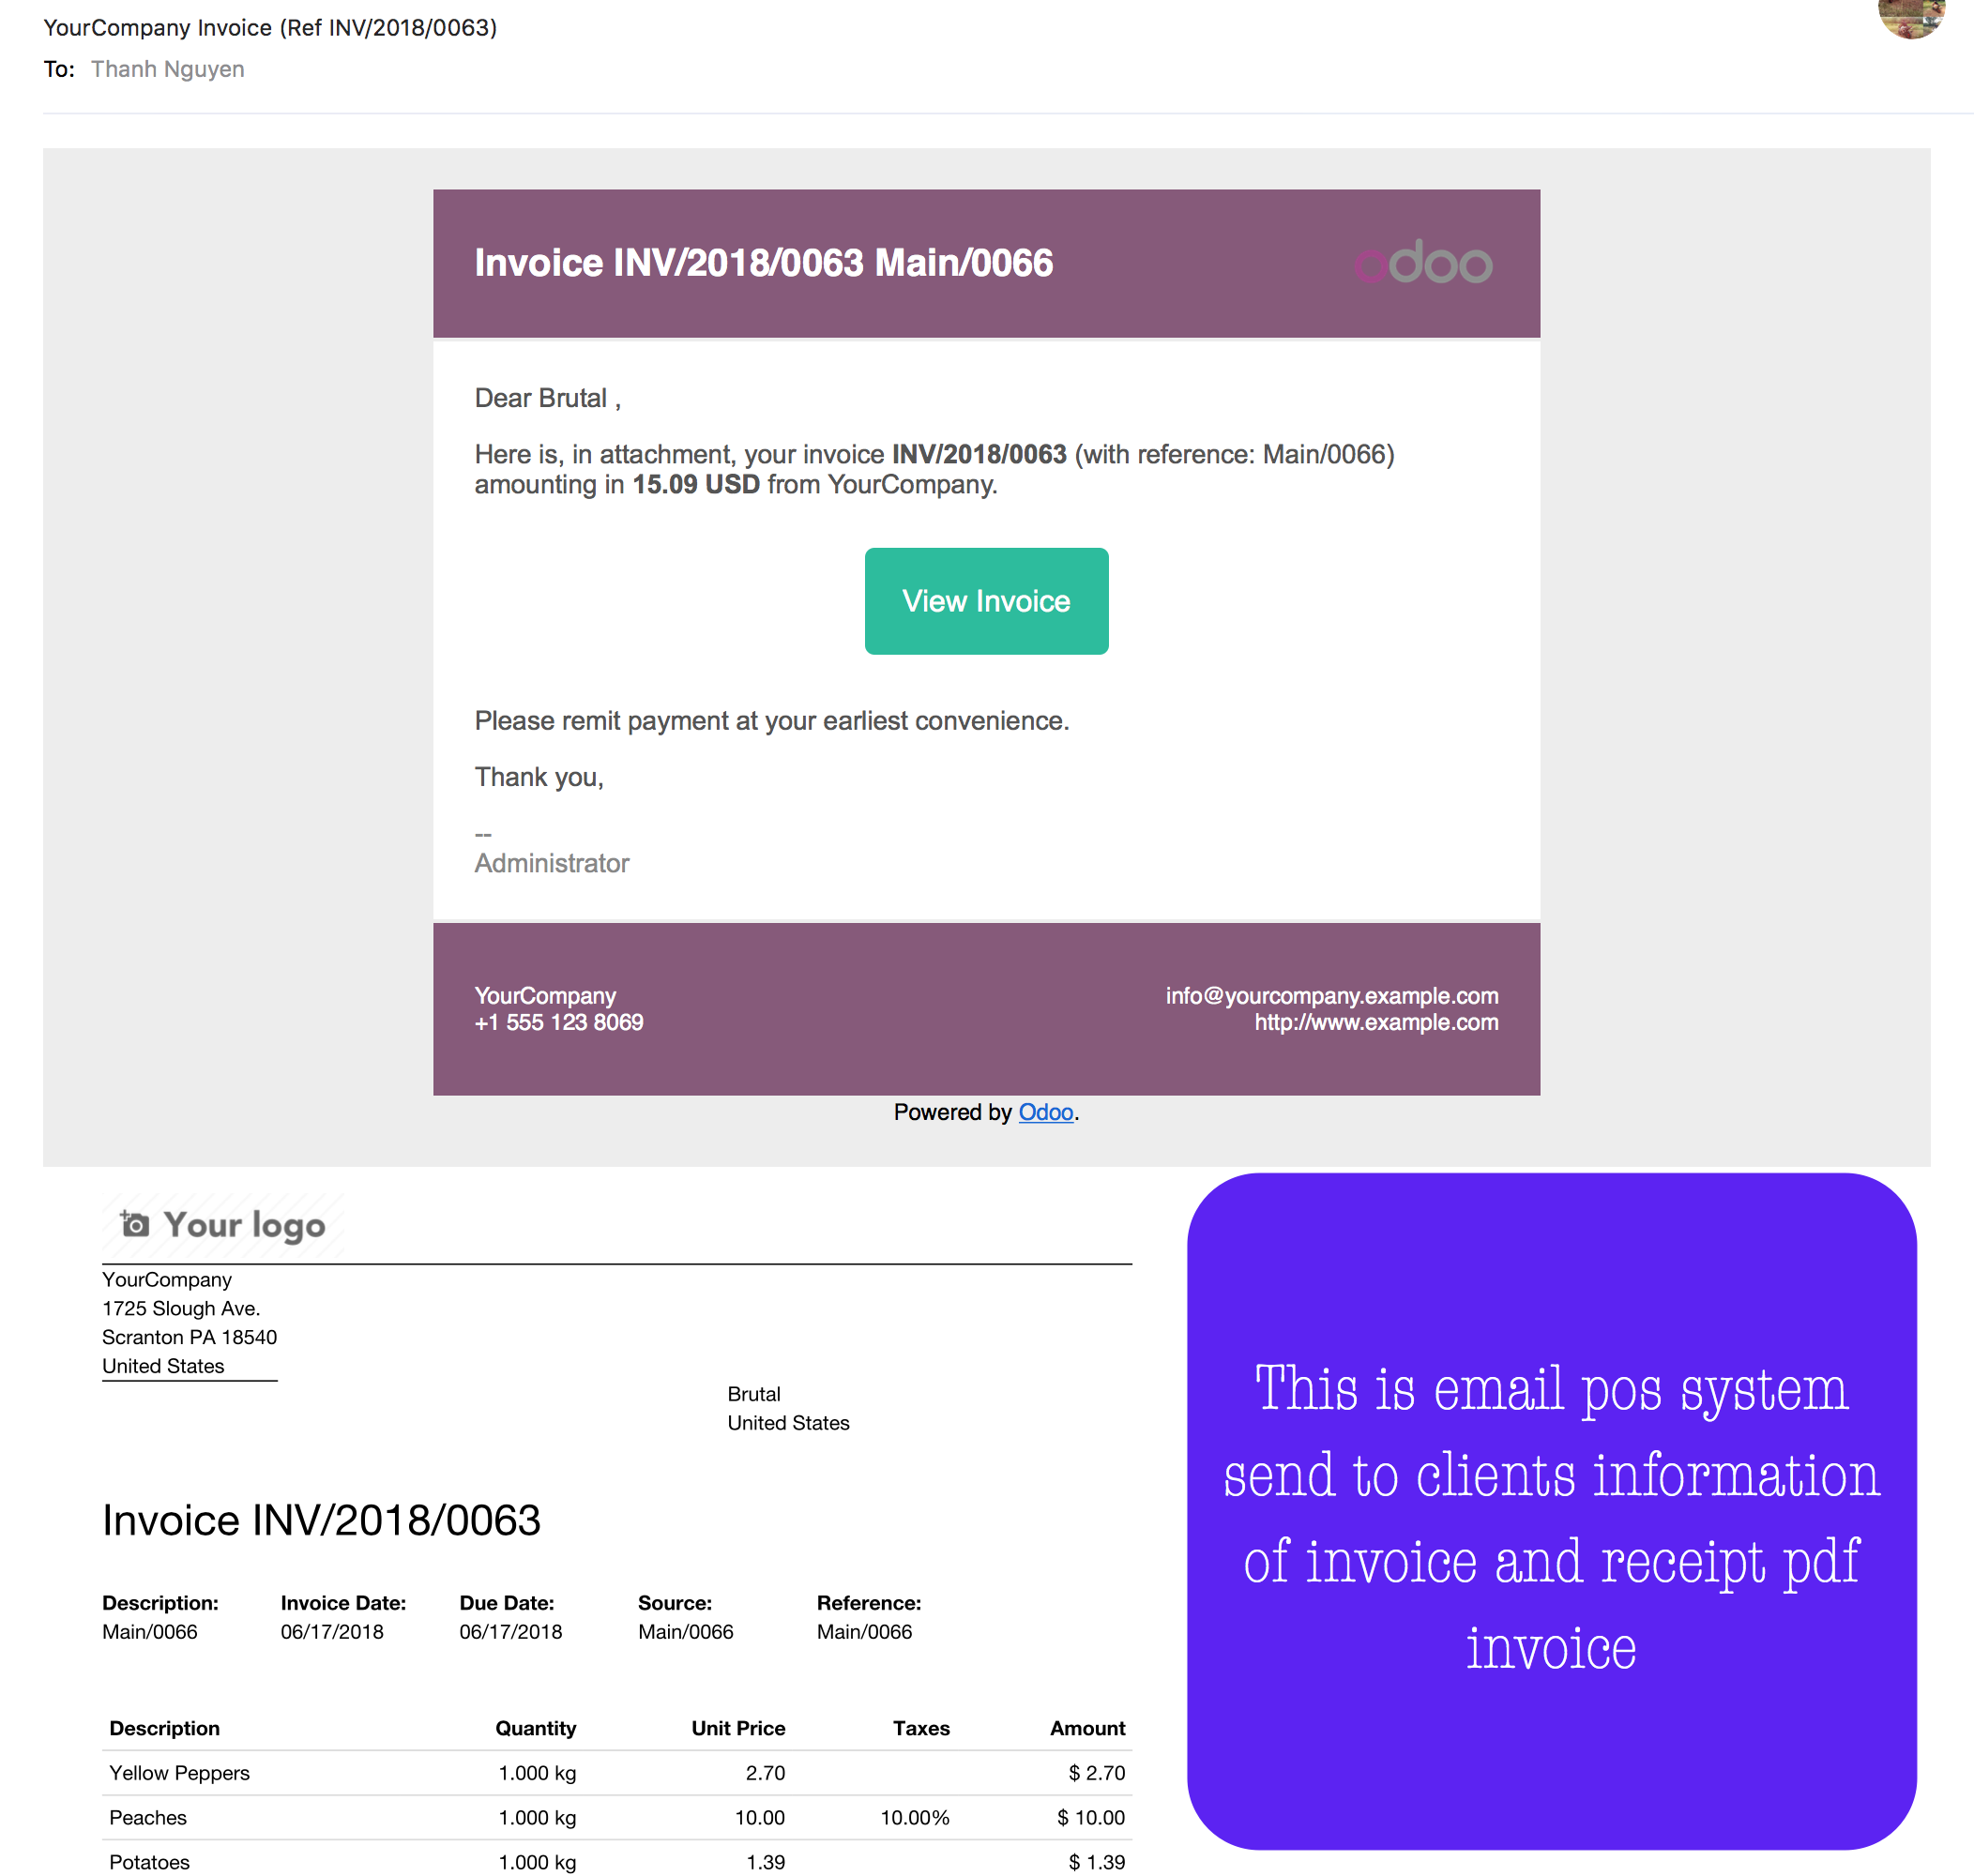 YourCompany Invoice (Ref INV/2018/0063)
To: Thanh Nguyen
Invoice INV/2018/0063 Main/0066
odoo
Dear Brutal ,
Here is, in attachment, your invoice INV/2018/0063 (with reference: Main/0066)
amounting in 15.09 USD from YourCompany.
View Invoice
Please remit payment at your earliest convenience.
Thank you,
--
Administrator
YourCompany
+1 555 123 8069
info@yourcompany.example.com
http://www.example.com
Powered by Odoo.
Your logo
YourCompany
1725 Slough Ave.
Scranton PA 18540
United States
Brutal
United States
Invoice INV/2018/0063
Description: Invoice Date: Due Date: Source: Reference:
Main/0066 06/17/2018 06/17/2018 Main/0066 Main/0066
Description Quantity Unit Price Taxes Amount
Yellow Peppers 1.000 kg 2.70 $ 2.70
Peaches 1.000 kg 10.00 10.00% $ 10.00
Potatoes 1.000 kg 1.39 $ 1.39
This is email pos system
send to clients information
of invoice and receipt pdf
invoice